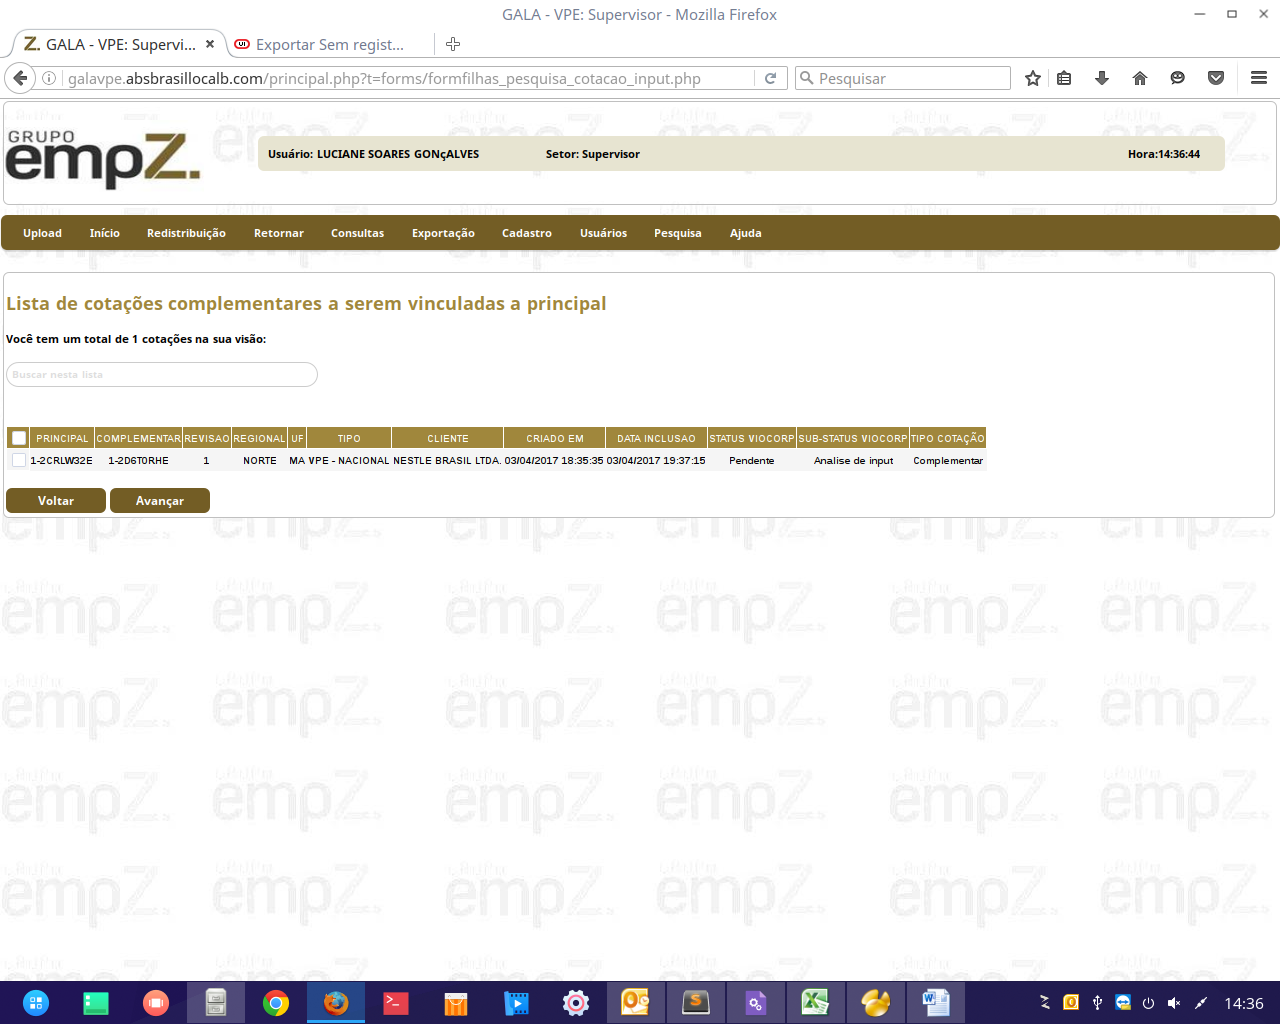 GALA - VPE: Supervisor - Mozilla Firefox
GALA - VPE: Supervi...
Exportar Sem regist...
galavpe.absbrasillocalb.com/principal.php?t=forms/formfilhas_pesquisa_cotacao_input.php
Pesquisar
GRUPO
empZ.
Usuário: LUCIANE SOARES GONçALVES Setor: Supervisor Hora:14:36:44
Upload Início Redistribuição Retornar Consultas Exportação Cadastro Usuários Pesquisa Ajuda
Lista de cotações complementares a serem vinculadas a principal
Você tem um total de 1 cotações na sua visão:
Buscar nesta lista
PRINCIPAL COMPLEMENTAR REVISAO REGIONAL UF TIPO CLIENTE CRIADO EM DATA INCLUSAO STATUS VIOCORP SUB-STATUS VIOCORP TIPO COTAÇÃO
1-2CRLW32E 1-2D6T0RHE 1 NORTE MA VPE - NACIONAL NESTLE BRASIL LTDA. 03/04/2017 18:35:35 03/04/2017 19:37:15 Pendente Analise de input Complementar
Voltar Avançar
14:36